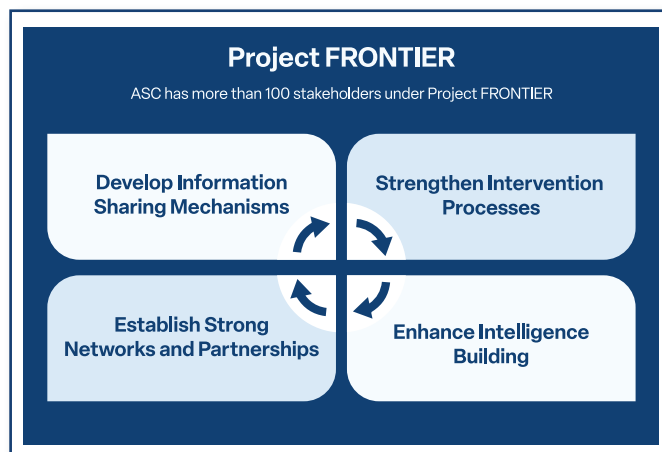 Project FRONTIER
ASC has more than 100 stakeholders under Project FRONTIER
Develop Information
Sharing Mechanisms
Strengthen Intervention
Processes
Establish Strong
Networks and Partnerships
Enhance Intelligence
Building